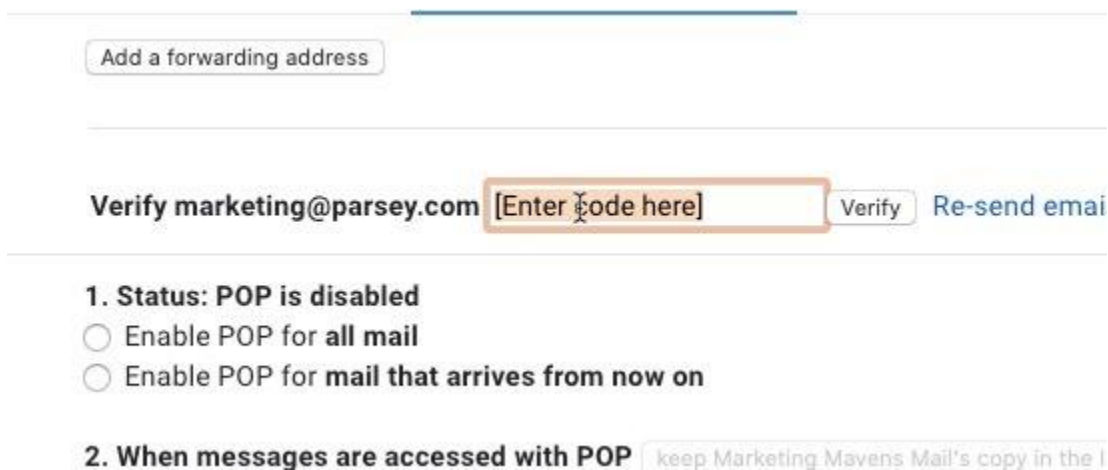 Add a forwarding address
Verify marketing@parsey.com [Enter code here] Verify Re-send emai
1. Status: POP is disabled
Enable POP for all mail
Enable POP for mail that arrives from now on
2. When messages are accessed with POP keep Marketing Mavens Mail's copy in the I